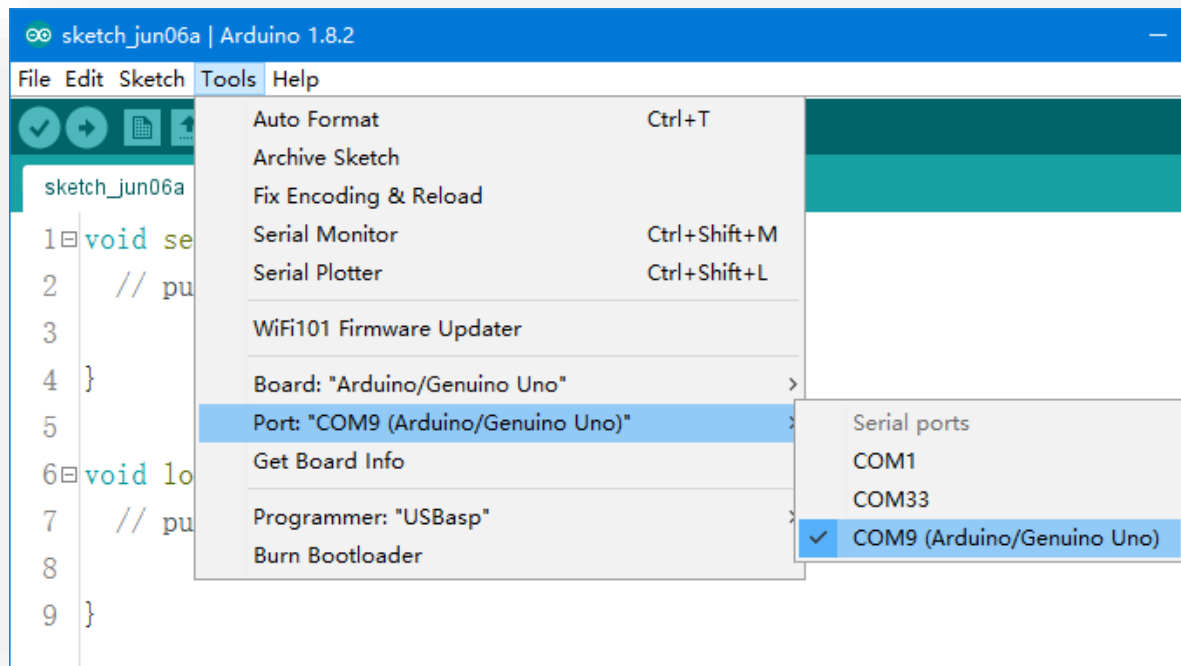 sketch_jun06a | Arduino 1.8.2
File Edit Sketch Tools Help
Auto Format Ctrl+T
Archive Sketch
sketch_jun06a
Fix Encoding & Reload
1 void se
Serial Monitor Ctrl+Shift+M
2 // pu
Serial Plotter Ctrl+Shift+L
3
WiFi101 Firmware Updater
4 }
Board: "Arduino/Genuino Uno"
5
Port: "COM9 (Arduino/Genuino Uno)"
Serial ports
6 void lo
Get Board Info
COM1
COM33
7 // pu
Programmer: "USBasp"
COM9 (Arduino/Genuino Uno)
8
Burn Bootloader
9 }